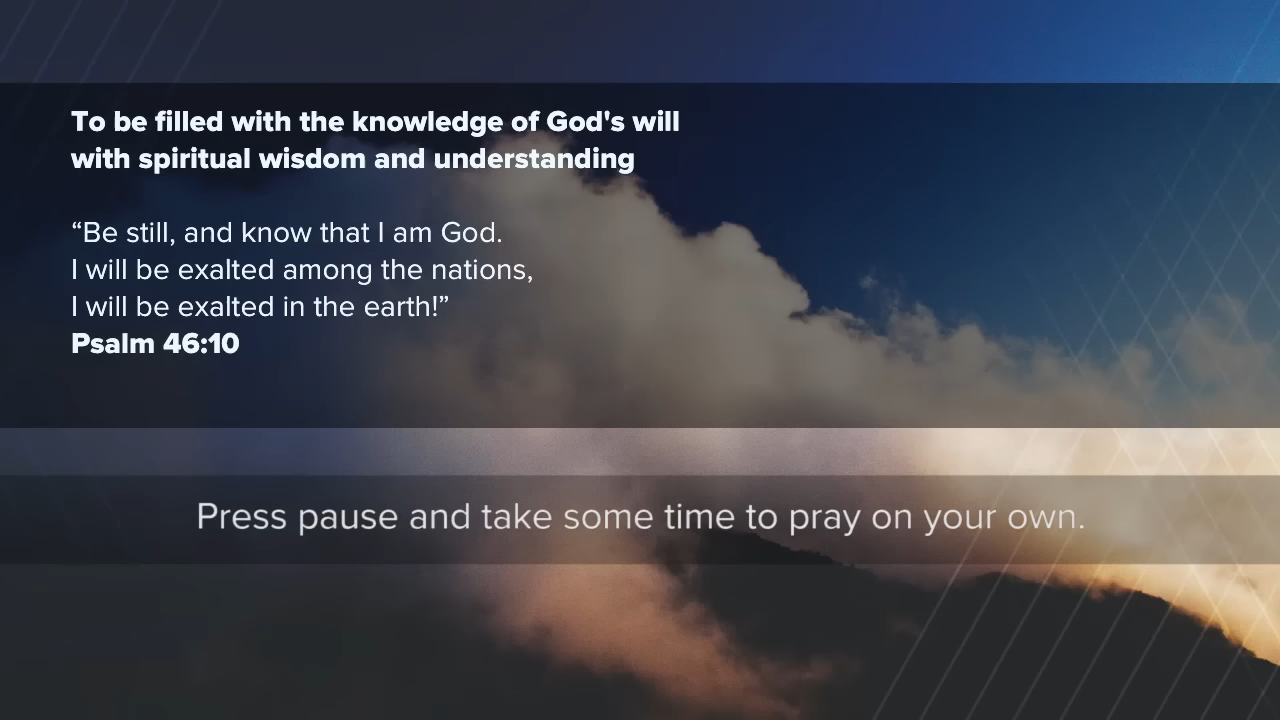 To be filled with the knowledge of God's will
with spiritual wisdom and understanding
“Be still, and know that I am God.
I will be exalted among the nations,
I will be exalted in the earth!”
Psalm 46:10
Press pause and take some time to pray on your own.